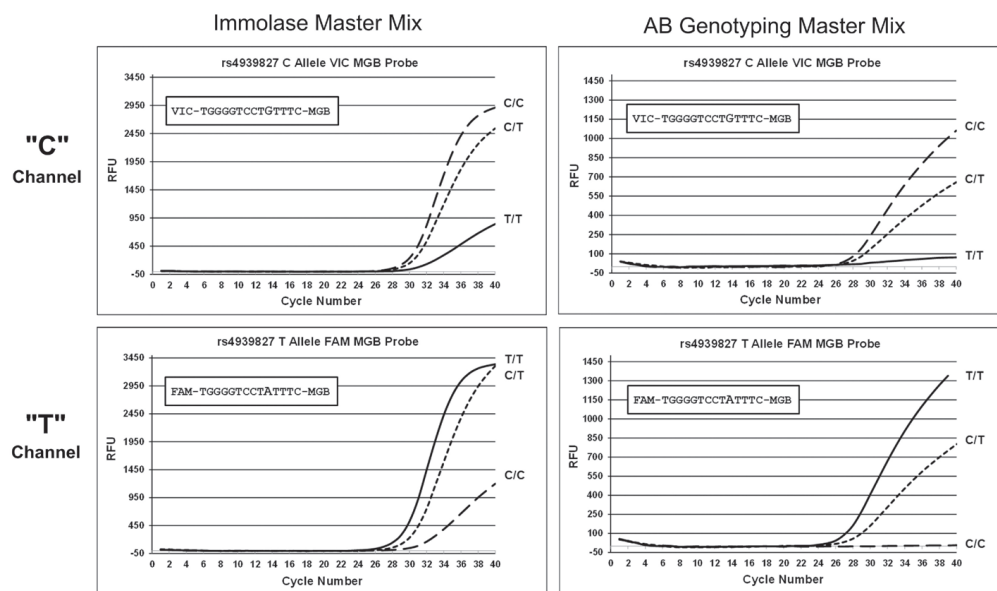 Immolase Master Mix
AB Genotyping Master Mix
"C"
Channel
rs4939827 C Allele VIC MGB Probe
VIC-TGGGGTCCTGTTTC-MGB
RFU
3450
2950
2450
1950
1450
950
450
-50
C/C
C/T
T/T
0 2 4 6 8 10 12 14 16 18 20 22 24 26 28 30 32 34 36 38 40
Cycle Number
rs4939827 C Allele VIC MGB Probe
VIC-TGGGGTCCTGTTTC-MGB
RFU
1450
1300
1150
1000
850
700
550
400
250
100
-50
C/C
C/T
T/T
0 2 4 6 8 10 12 14 16 18 20 22 24 26 28 30 32 34 36 38 40
Cycle Number
"T"
Channel
rs4939827 T Allele FAM MGB Probe
FAM-TGGGGTCCTATTTC-MGB
RFU
3450
2950
2450
1950
1450
950
450
-50
T/T
C/T
C/C
0 2 4 6 8 10 12 14 16 18 20 22 24 26 28 30 32 34 36 38 40
Cycle Number
rs4939827 T Allele FAM MGB Probe
FAM-TGGGGTCCTATTTC-MGB
RFU
1450
1300
1150
1000
850
700
550
400
250
100
-50
T/T
C/T
C/C
0 2 4 6 8 10 12 14 16 18 20 22 24 26 28 30 32 34 36 38 40
Cycle Number